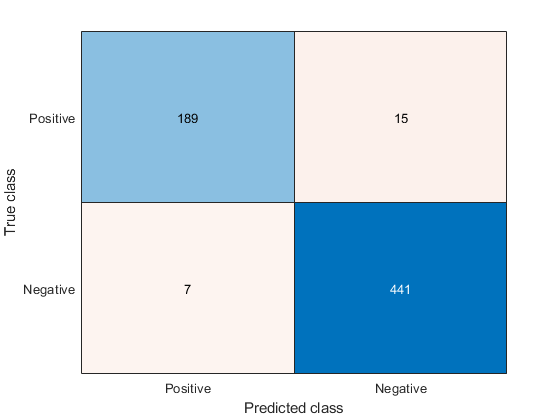 Positive
189
15
True class
Negative
7
441
Positive
Negative
Predicted class